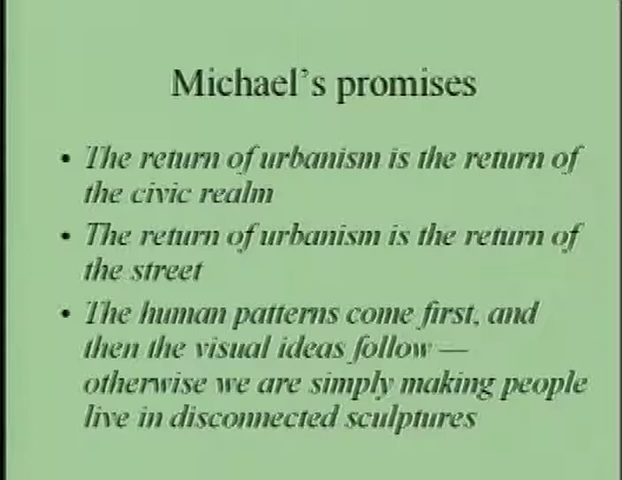 Michael's promises
• The return of urbanism is the return of
the civic realm
• The return of urbanism is the return of
the street
• The human patterns come first, and
then the visual ideas follow —
otherwise we are simply making people
live in disconnected sculptures